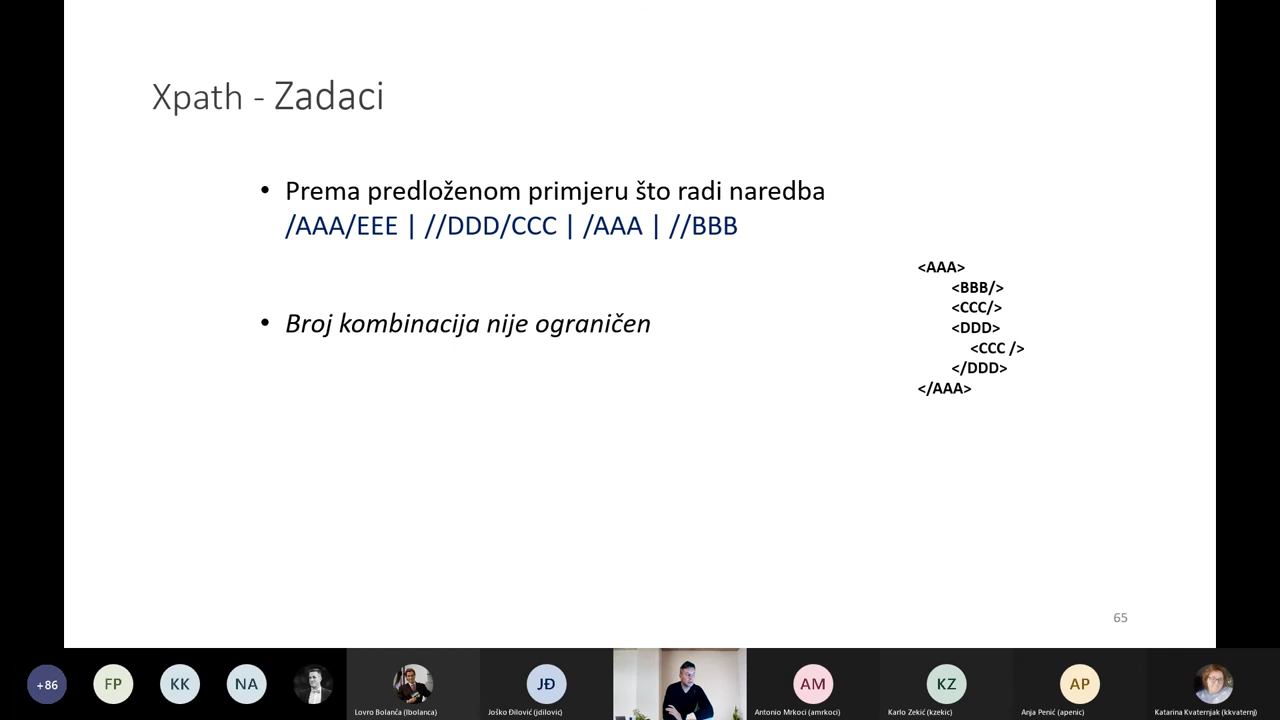 Xpath - Zadaci
• Prema predloženom primjeru što radi naredba
/AAA/EEE | //DDD/CCC | /AAA | //BBB
• Broj kombinacija nije ograničen
<AAA>
<BBB/>
<CCC/>
<DDD>
<CCC />
</DDD>
</AAA>
65
+86
FP
KK
NA
Lovro Bolanča (lbolanca)
JĐ
Joško Đilović (jdilovic)
AM
Antonio Mrkoci (amrkoci)
KZ
Karlo Zekić (kzekic)
AP
Anja Penić (apenic)
Katarina Kvaternjak (kkvaternj)